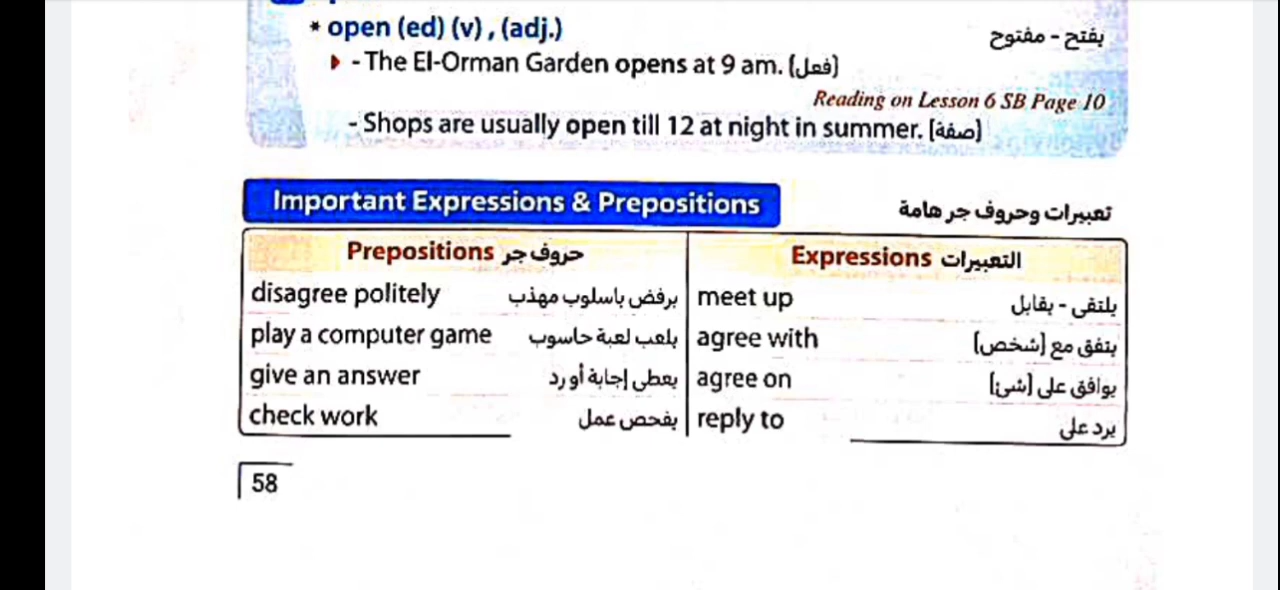 * open (ed) (v) , (adj.) يفتح - مفتوح
- The El-Orman Garden opens at 9 am. (فعل)
Reading on Lesson 6 SB Page 10
- Shops are usually open till 12 at night in summer. (صفة)
Important Expressions & Prepositions تعبيرات وحروف جر هامة
Prepositions حروف جر Expressions التعبيرات
disagree politely يرفض باسلوب مهذب meet up يلتقى - يقابل
play a computer game يلعب لعبة حاسوب agree with يتفق مع (شخص)
give an answer يعطى إجابة أو رد agree on يوافق على (شئ)
check work يفحص عمل reply to يرد على
58